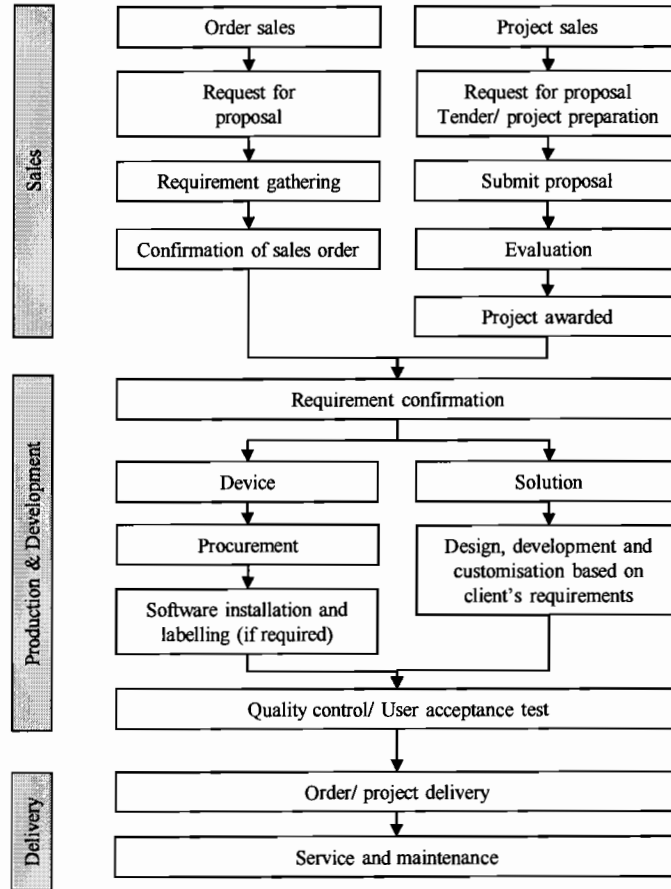 Sales
Order sales
Project sales
Request for
proposal
Request for proposal
Tender/ project preparation
Requirement gathering
Submit proposal
Confirmation of sales order
Evaluation
Project awarded
Production & Development
Requirement confirmation
Device
Solution
Procurement
Design, development and
customisation based on
client's requirements
Software installation and
labelling (if required)
Quality control/ User acceptance test
Delivery
Order/ project delivery
Service and maintenance